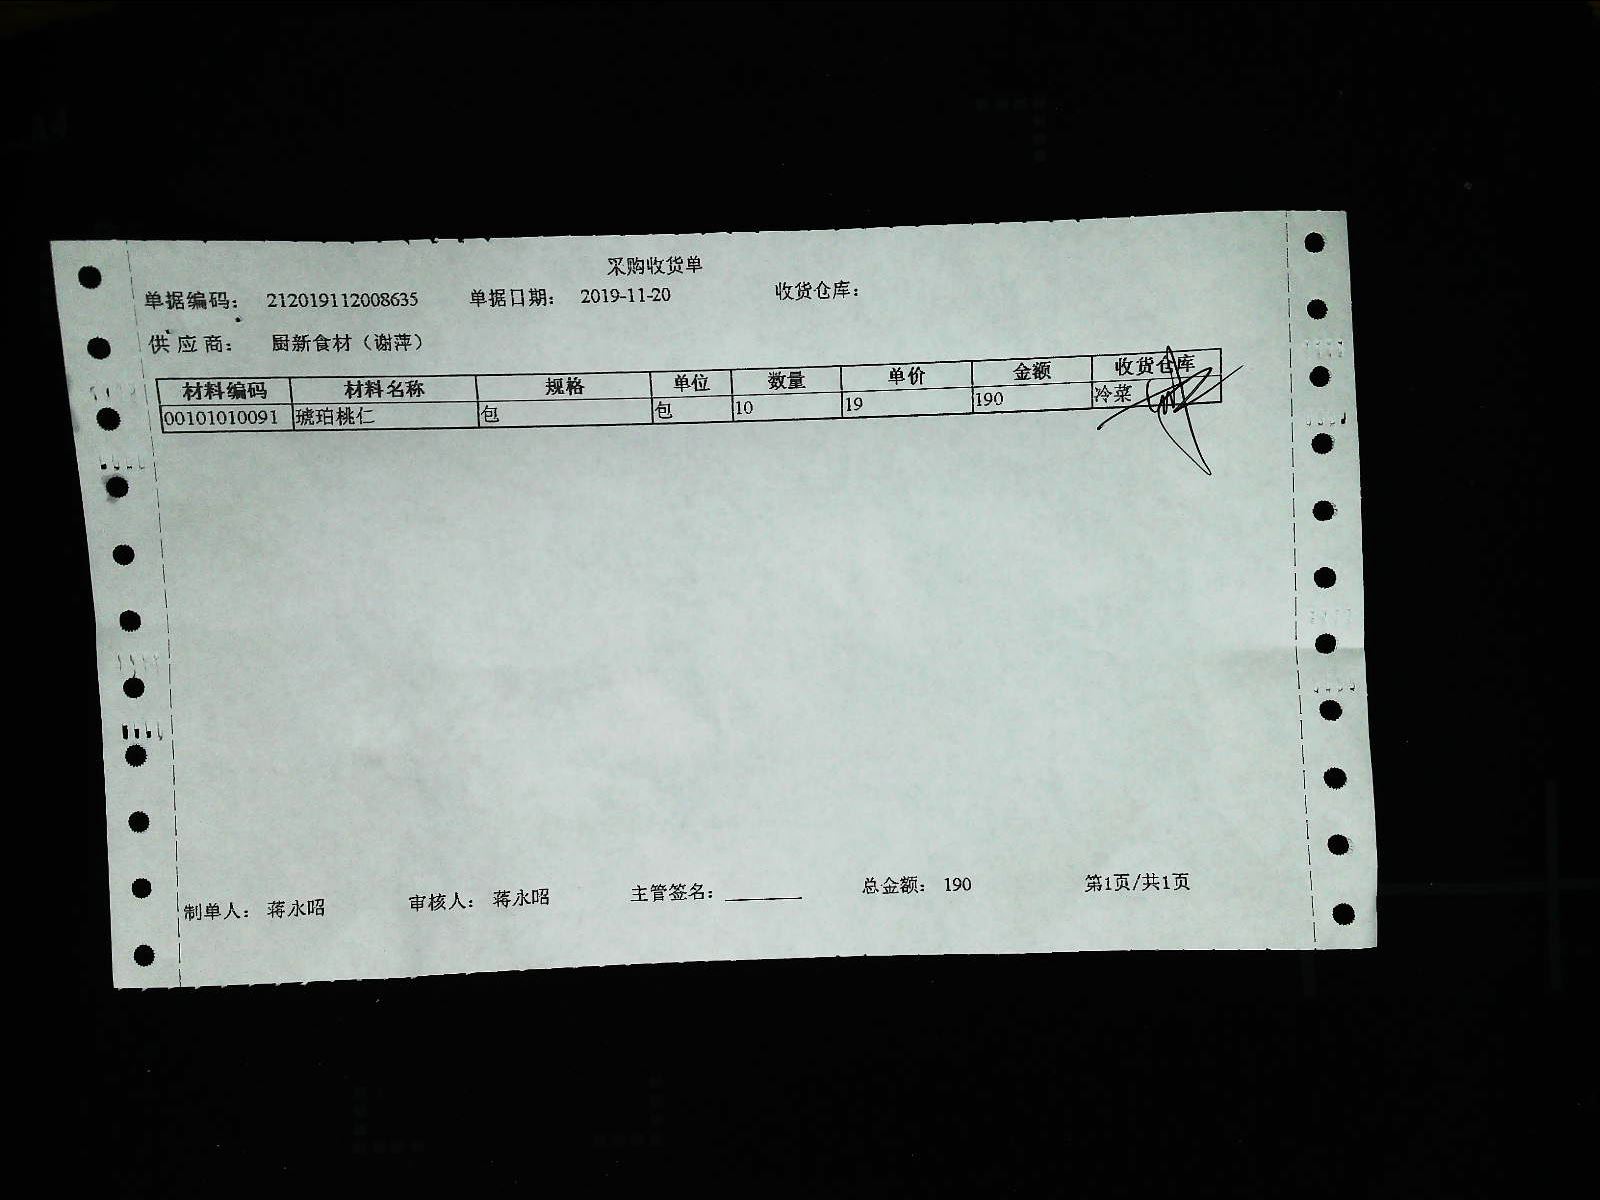 采购收货单
单据编码： 212019112008635 单据日期： 2019-11-20 收货仓库：
供应商： 厨新食材（谢萍）
材料编码 材料名称 规格 单位 数量 单价 金额 收货仓库
00101010091 琥珀桃仁 包 包 10 19 190 冷菜
制单人： 蒋永昭 审核人： 蒋永昭 主管签名： 总金额： 190 第1页/共1页